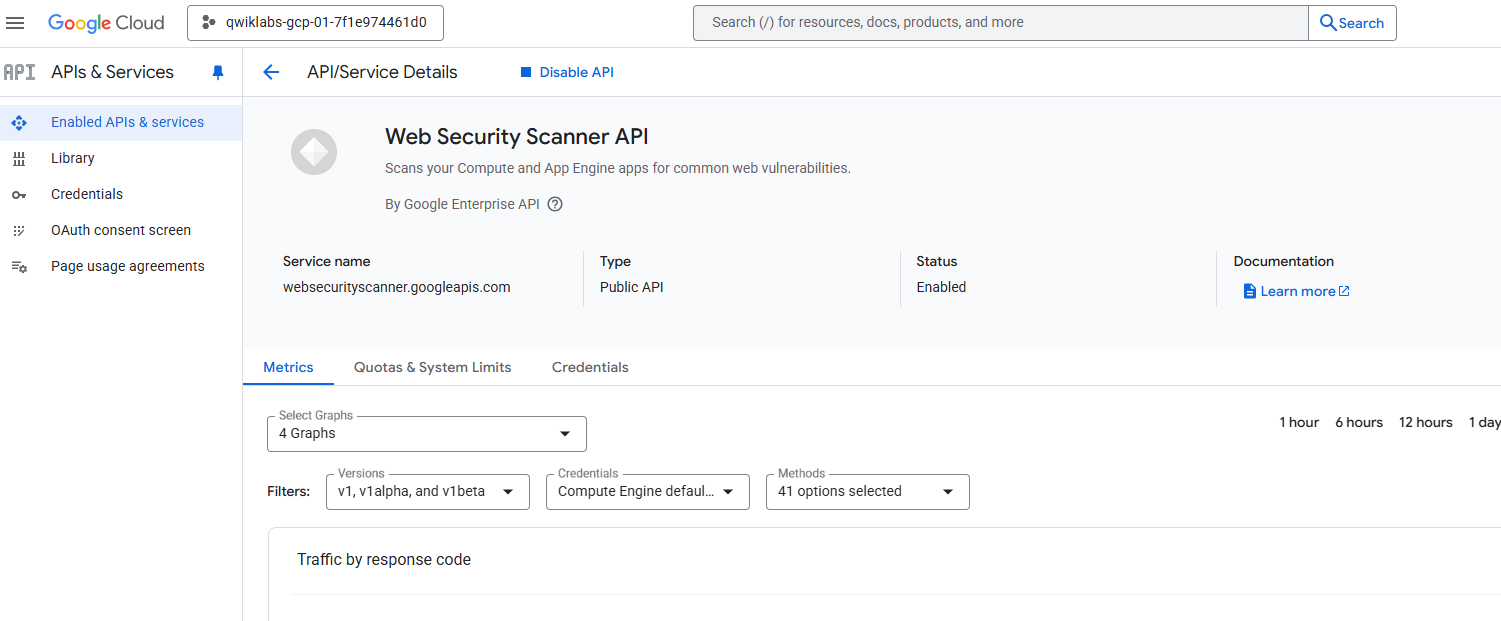 Google Cloud
qwiklabs-gcp-01-7f1e974461d0
Search (/) for resources, docs, products, and more
Search
API
APIs & Services
API/Service Details
Disable API
Enabled APIs & services
Library
Credentials
OAuth consent screen
Page usage agreements
Web Security Scanner API
Scans your Compute and App Engine apps for common web vulnerabilities.
By Google Enterprise API
Service name
websecurityscanner.googleapis.com
Type
Public API
Status
Enabled
Documentation
Learn more
Metrics Quotas & System Limits Credentials
Select Graphs
4 Graphs
1 hour 6 hours 12 hours 1 day
Filters:
Versions
v1, v1alpha, and v1beta
Credentials
Compute Engine defaul...
Methods
41 options selected
Traffic by response code